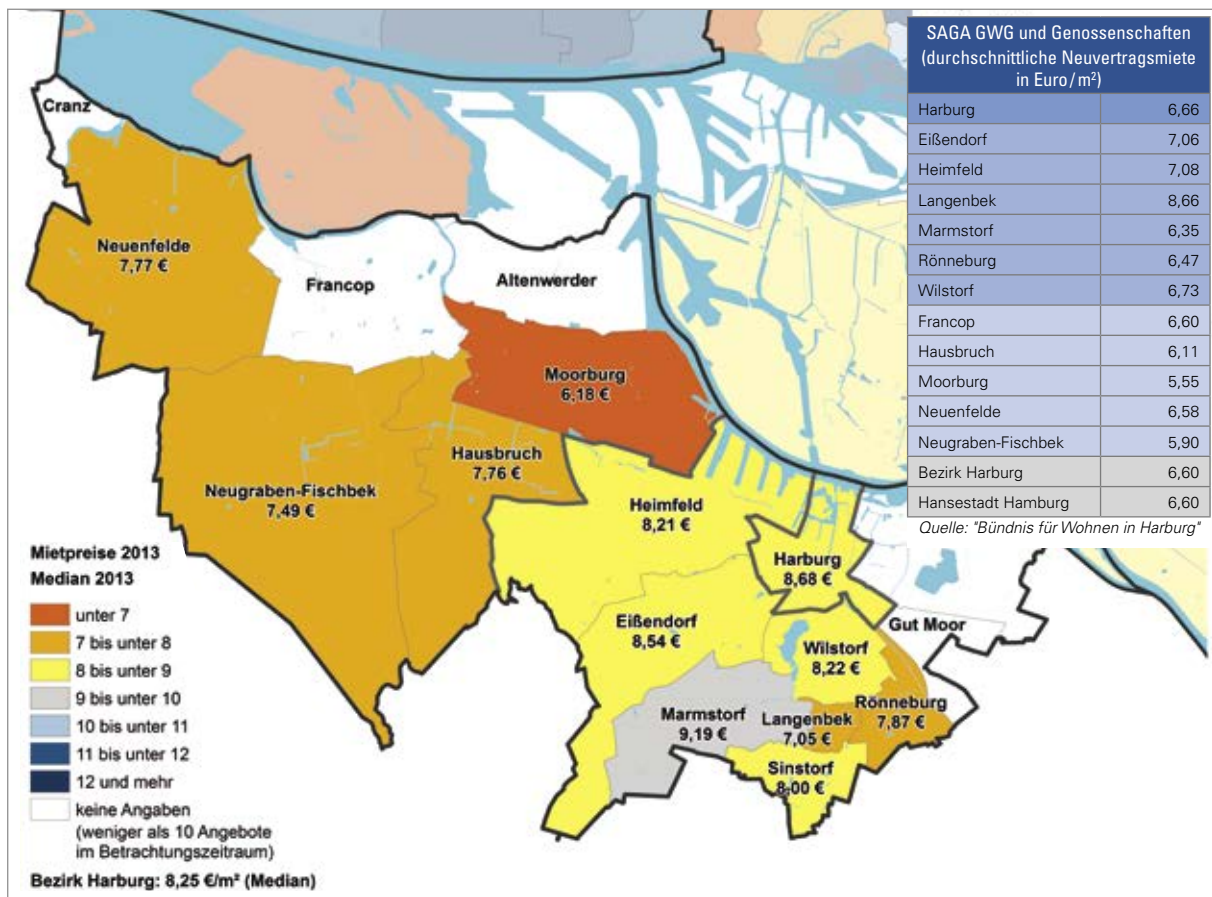 Cranz
Neuenfelde
7,77 €
Francop
Altenwerder
Moorburg
6,18 €
Hausbruch
7,76 €
Neugraben-Fischbek
7,49 €
Heimfeld
8,21 €
Harburg
8,68 €
Eißendorf
8,54 €
Gut Moor
Wilstorf
8,22 €
Rönneburg
7,87 €
Marmstorf
9,19 €
Langenbek
7,05 €
Sinstorf
8,00 €
Mietpreise 2013
Median 2013
unter 7
7 bis unter 8
8 bis unter 9
9 bis unter 10
10 bis unter 11
11 bis unter 12
12 und mehr
keine Angaben
(weniger als 10 Angebote
im Betrachtungszeitraum)
Bezirk Harburg: 8,25 €/m² (Median)
SAGA GWG und Genossenschaften
(durchschnittliche Neuvertragsmiete
in Euro/m²)
Harburg 6,66
Eißendorf 7,06
Heimfeld 7,08
Langenbek 8,66
Marmstorf 6,35
Rönneburg 6,47
Wilstorf 6,73
Francop 6,60
Hausbruch 6,11
Moorburg 5,55
Neuenfelde 6,58
Neugraben-Fischbek 5,90
Bezirk Harburg 6,60
Hansestadt Hamburg 6,60
Quelle: "Bündnis für Wohnen in Harburg"